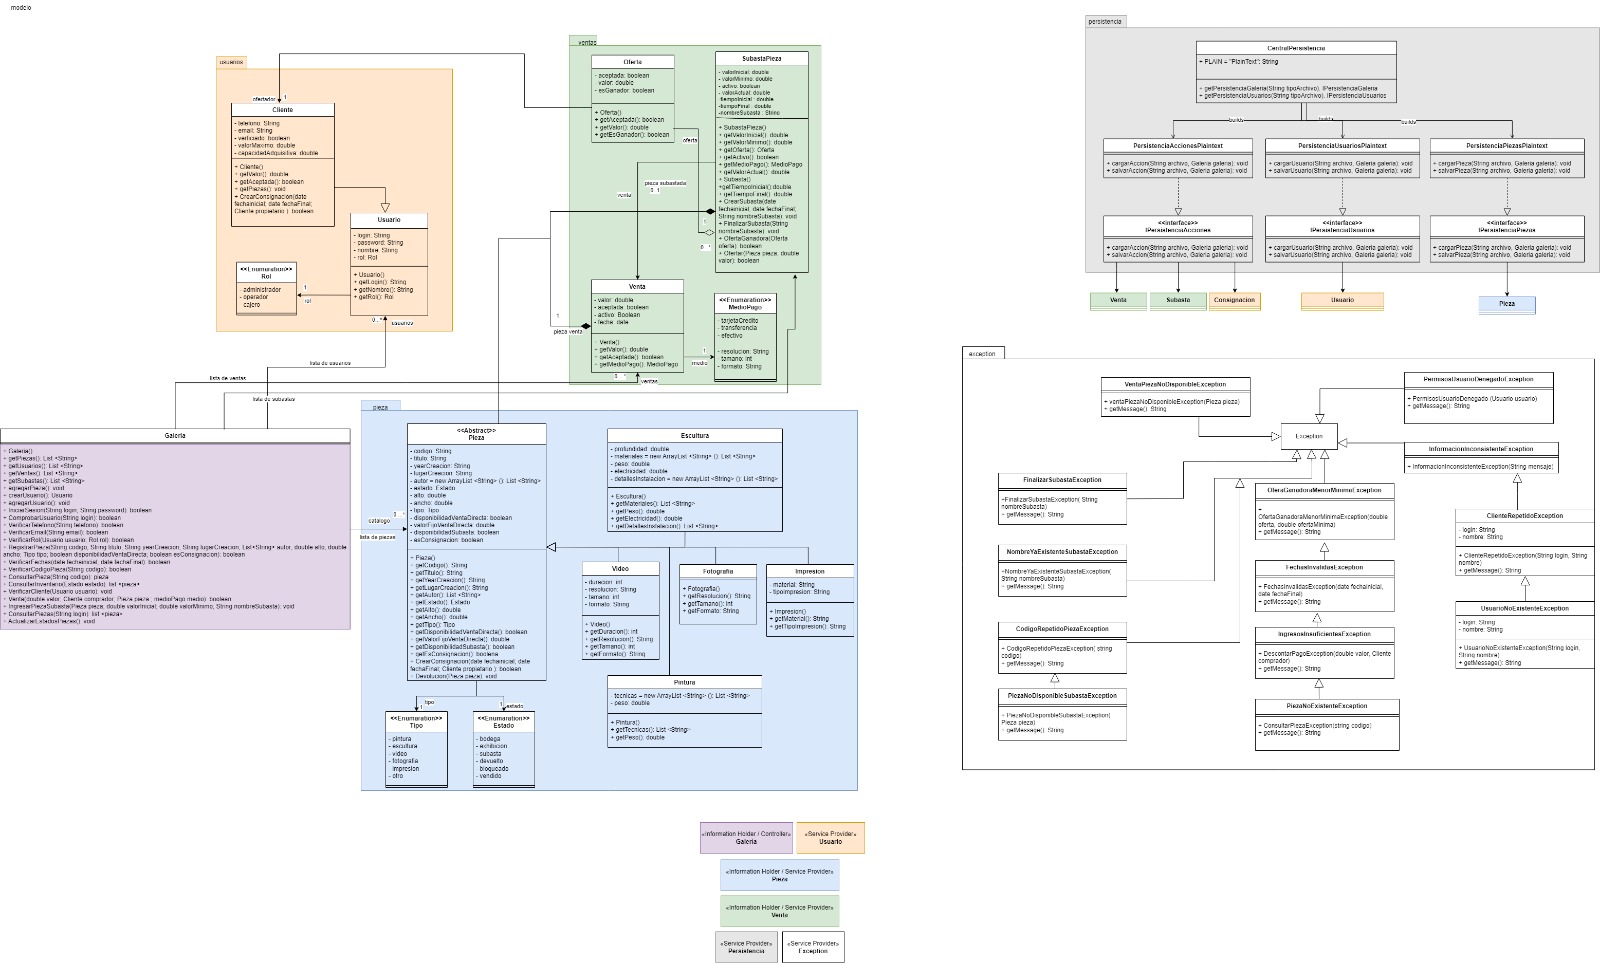 modelo
usuarios
ofertador
1
Cliente
- telefono: String
- email: String
- verticado: boolean
- valorMaximo: double
- capacidadAdquisitiva: double
+ Cliente()
+ getValor(): double
+ getAceptada(): boolean
+ getPiezas(): void
+ CrearConsignacion(date
fechainicial; date fechaFinal;
Cliente propietario ): boolean
Usuario
- login: String
- password: String
- nombre: String
- rol: Rol
+ Usuario()
+ getLogin(): String
+ getNombre(): String
+ getRol(): Rol
<<Enumaration>>
Rol
- administrador
- operador
- cajero
1
rol
0..*
usuarios
ventas
Oferta
- aceptada: boolean
- valor: double
- esGanador: boolean
+ Oferta()
+ getAceptada(): boolean
+ getValor(): double
+ getEsGanador(): boolean
oferta
SubastaPieza
- valorInicial: double
- valorMinimo: double
- activo: boolean
- valorActual: double
-tiempoInicial : double
-tiempoFinal : double
-nombreSubasta : String
+ SubastaPieza()
+ getValorInicial(): double
+ getValorMinimo(): double
+ getOferta(): Oferta
+ getActivo(): boolean
+ getMedioPago(): MedioPago
+ getValorActual(): double
+ Subasta()
+getTiempoInicial():double
+ getTiempoFinal(): double
+ CrearSubasta(date
fechainicial; date fechaFinal;
String nombreSubasta): void
+ FinalizarSubasta(String
nombreSubasta): void
+ OfertaGanadora(Oferta
oferta): boolean
+ Ofertar(Pieza pieza; double
valor): boolean
pieza subastada
0..1
venta
1
0..*
Venta
- valor: double
- aceptada: boolean
- activo: Boolean
- fecha: date
+ Venta()
+ getValor(): double
+ getAceptada(): boolean
+ getMedioPago(): MedioPago
1
pieza venta
<<Enumaration>>
MedioPago
- tarjetaCredito
- transferencia
- efectivo
- resolucion: String
- tamano: int
- formato: String
1
medio
0..*
ventas
lista de usuarios
lista de ventas
lista de subastas
Galeria
+ Galeria()
+ getPiezas(): List <String>
+ getUsuarios(): List <String>
+ getVentas(): List <String>
+ getSubastas(): List <String>
+ agregarPieza(): void
+ crearUsuario(): Usuario
+ agregarUsuario(): void
+ IniciarSesion(String login, String password): boolean
+ ComprobarUsuario(String login): boolean
+ VerificarTelefono(String telefono): boolean
+ VerificarEmail(String email): boolean
+ VerificarRol(Usuario usuario, Rol rol): boolean
+ RegistrarPieza(String codigo; String titulo; String yearCreacion; String lugarCreacion; List<String> autor; double alto, double
ancho; Tipo tipo; boolean disponibilidadVentaDirecta; boolean esConsignacion): boolean
+ VerificarFechas(date fechaInicial; date fechaFinal): boolean
+ VerificarCodigoPieza(String codigo): boolean
+ ConsultarPieza(String codigo): pieza
+ ConsultarInventario(Estado estado): list <pieza>
+ VerificarCliente(Usuario usuario): void
+ Venta(double valor; Cliente comprador; Pieza pieza ; medioPago medio): boolean
+ IngresarPiezaSubasta(Pieza pieza; double valorInicial; double valorMinimo; String nombreSubasta): void
+ ConsultarPiezas(String login): list <pieza>
+ ActualizarEstadosPiezas(): void
0..*
catalogo
lista de piezas
pieza
<<Abstract>>
Pieza
- codigo: String
- titulo: String
- yearCreacion: String
- lugarCreacion: String
- autor = new ArrayList <String> (): List <String>
- estado: Estado
- alto: double
- ancho: double
- tipo: Tipo
- disponibilidadVentaDirecta: boolean
- valorFijoVentaDirecta: double
- disponibilidadSubasta: boolean
- esConsignacion: boolean
+ Pieza()
+ getCodigo(): String
+ getTitulo(): String
+ getYearCreacion(): String
+ getLugarCreacion(): String
+ getAutor(): List <String>
+ getEstado(): Estado
+ getAlto(): double
+ getAncho(): double
+ getTipo(): Tipo
+ getDisponibilidadVentaDirecta(): boolean
+ getValorFijoVentaDirecta(): double
+ getDisponibilidadSubasta(): boolean
+ getEsConsignacion(): boolena
+ CrearConsignacion(date fechainicial; date
fechaFinal; Cliente propietario ): boolean
+ Devolucion(Pieza pieza): void
1
tipo
1
estado
<<Enumaration>>
Tipo
- pintura
- escultura
- video
- fotografia
- impresion
- otro
<<Enumaration>>
Estado
- bodega
- exhibicion
- subasta
- devuelto
- bloqueado
- vendido
Escultura
- profundidad: double
- materiales = new ArrayList <String> (): List <String>
- peso: double
- electricidad: double
- detallesInstalacion = new ArrayList <String> (): List <String>
+ Escultura()
+ getMateriales(): List <String>
+ getPeso(): double
+ getElectricidad(): double
+ getDetallesInstalacion(): List <String>
Video
- duracion: int
- resolucion: String
- tamano: int
- formato: String
+ Video()
+ getDuracion(): int
+ getResolucion(): String
+ getTamano(): int
+ getFormato(): String
Fotografia
+ Fotografia()
+ getResolucion(): String
+ getTamano(): int
+ getFormato: String
Impresion
- material: String
- tipoImpresion: String
+ Impresion()
+ getMaterial(): String
+ getTipoImpresion(): String
Pintura
- tecnicas = new ArrayList <String> (): List <String>
- peso: double
+ Pintura()
+ getTecnicas(): List <String>
+ getPeso(): double
persistencia
CentralPersistencia
+ PLAIN = "PlainText": String
+ getPersistenciaGaleria(String tipoArchivo), IPersistenciaGaleria
+ getPersistenciaUsuarios(String tipoArchivo), IPersistenciaUsuarios
builds
builds
builds
PersistenciaAccionesPlaintext
+ cargarAccion(String archivo, Galeria galeria): void
+ salvarAccion(String archivo, Galeria galeria): void
PersistenciaUsuariosPlaintext
+ cargarUsuario(String archivo, Galeria galeria): void
+ salvarUsuario(String archivo, Galeria galeria): void
PersistenciaPiezasPlaintext
+ cargarPieza(String archivo, Galeria galeria): void
+ salvarPieza(String archivo, Galeria galeria): void
<<interface>>
IPersistenciaAcciones
+ cargarAccion(String archivo, Galeria galeria): void
+ salvarAccion(String archivo, Galeria galeria): void
<<interface>>
IPersistenciaUsuarios
+ cargarUsuario(String archivo, Galeria galeria): void
+ salvarUsuario(String archivo, Galeria galeria): void
<<interface>>
IPersistenciaPiezas
+ cargarPieza(String archivo, Galeria galeria): void
+ salvarPieza(String archivo, Galeria galeria): void
Venta
Subasta
Consignacion
Usuario
Pieza
exception
VentaPiezaNoDisponibleException
+ ventaPiezaNoDisponibleException(Pieza pieza)
+ getMessage(): String
PermisosUsuarioDenegadoException
+ PermisosUsuarioDenegado (Usuario usuario)
+ getMessage(): String
Exception
InformacionInconsistenteException
+ InformacionInconsistenteException(String mensaje)
FinalizarSubastaException
+FinalizarSubastaException( String
nombreSubasta)
+ getMessage(): String
OferaGanadoraMenorMinimaException
+
OfertaGanadoraMenorMinimaException(double
oferta, double ofertaMinima)
+ getMessage(): String
ClienteRepetidoException
- login: String
- nombre: String
+ ClienteRepetidoException(String login, String
nombre)
+ getMessage(): String
NombreYaExistenteSubastaException
+NombreYaExistenteSubastaException(
String nombreSubasta)
+ getMessage(): String
FechasInvalidasException
+ FechasInvalidasException(date fechainicial,
date fechaFinal)
+ getMessage(): String
UsuarioNoExistenteException
- login: String
- nombre: String
+ UsuarioNoExistenteException(String login,
String nombre)
+ getMessage(): String
CodigoRepetidoPiezaException
+ CodigoRepetidoPiezaException( string
codigo)
+ getMessage(): String
IngresosInsuficientesException
+ DescontarPagoException(double valor, Cliente
comprador)
+ getMessage(): String
PiezaNoDisponibleSubastaException
+ PiezaNoDisponibleSubastaException(
Pieza pieza)
+ getMessage(): String
PiezaNoExistenteException
+ ConsultarPiezaException(string codigo)
+ getMessage(): String
«Information Holder / Controller»
Galeria
«Service Provider»
Usuario
«Information Holder / Service Provider»
Pieza
«Information Holder / Service Provider»
Venta
«Service Provider»
Persistencia
«Service Provider»
Exception